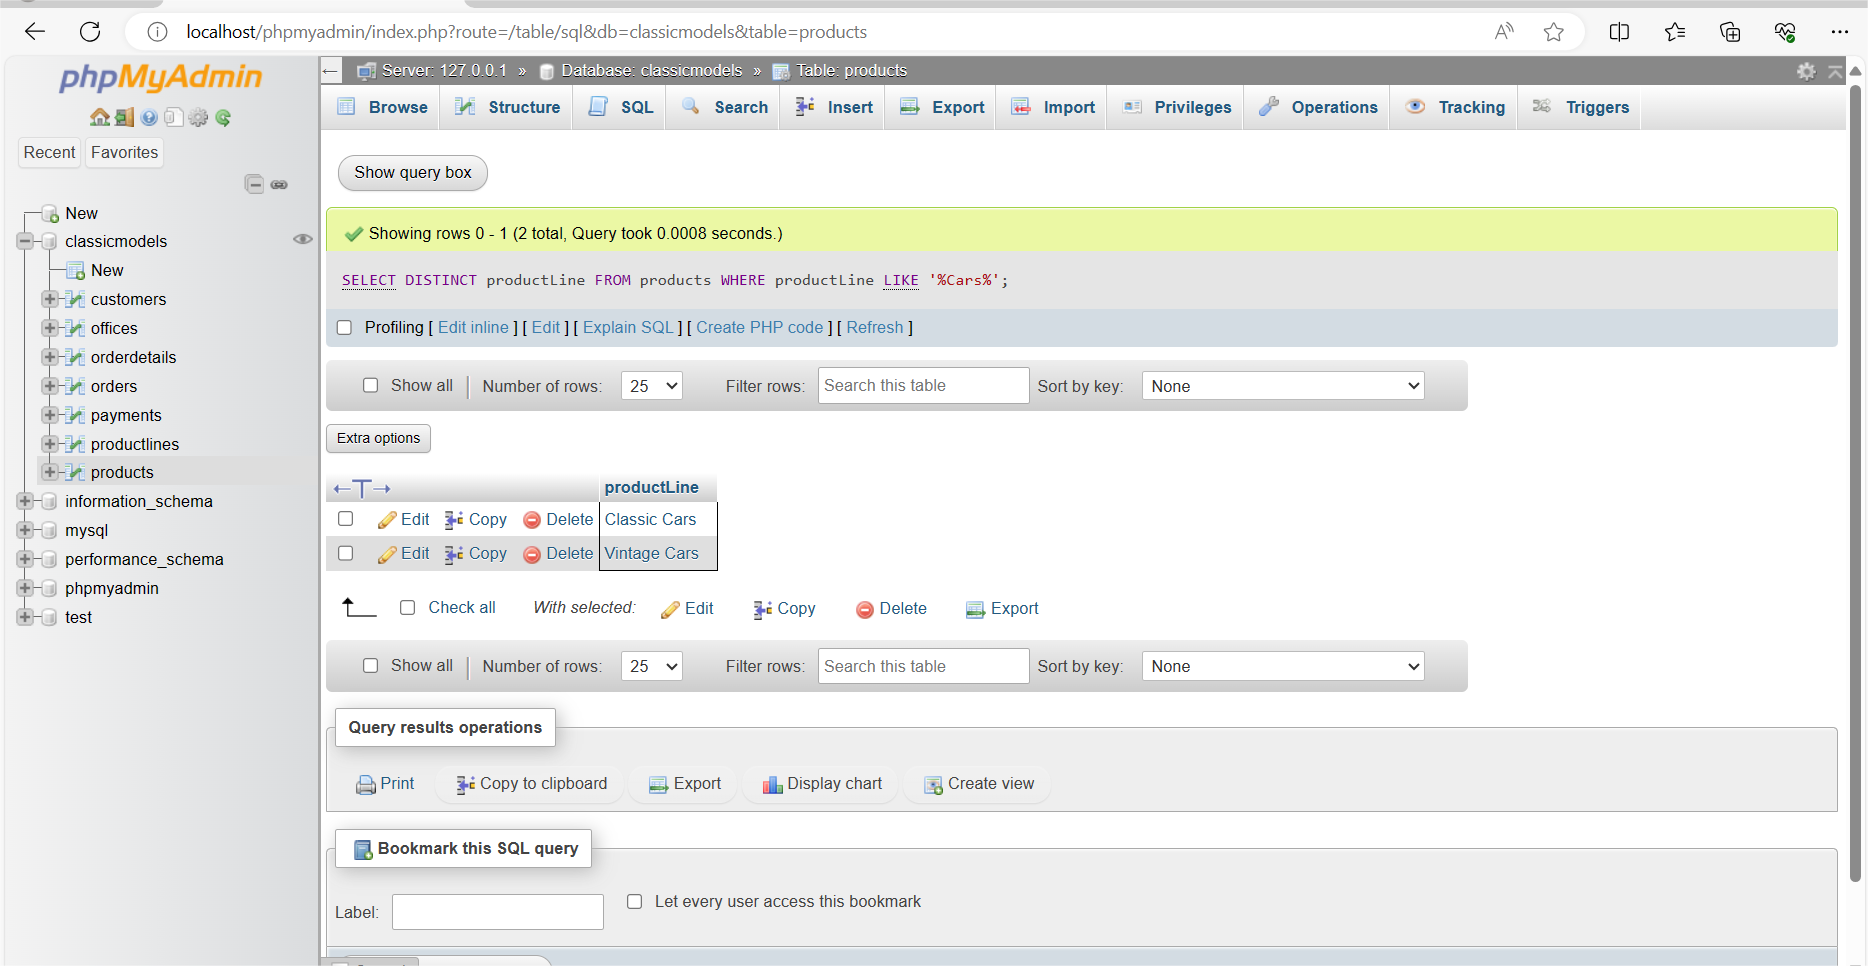 localhost/phpmyadmin/index.php?route=/table/sql&db=classicmodels&table=products
phpMyAdmin
Recent Favorites
New
classicmodels
New
customers
offices
orderdetails
orders
payments
productlines
products
information_schema
mysql
performance_schema
phpmyadmin
test
Server: 127.0.0.1 » Database: classicmodels » Table: products
Browse Structure SQL Search Insert Export Import Privileges Operations Tracking Triggers
Show query box
Showing rows 0 - 1 (2 total, Query took 0.0008 seconds.)
SELECT DISTINCT productLine FROM products WHERE productLine LIKE '%Cars%';
Profiling [ Edit inline ] [ Edit ] [ Explain SQL ] [ Create PHP code ] [ Refresh ]
Show all Number of rows: 25 Filter rows: Search this table Sort by key: None
Extra options
productLine
Edit Copy Delete Classic Cars
Edit Copy Delete Vintage Cars
Check all With selected: Edit Copy Delete Export
Show all Number of rows: 25 Filter rows: Search this table Sort by key: None
Query results operations
Print Copy to clipboard Export Display chart Create view
Bookmark this SQL query
Label: Let every user access this bookmark